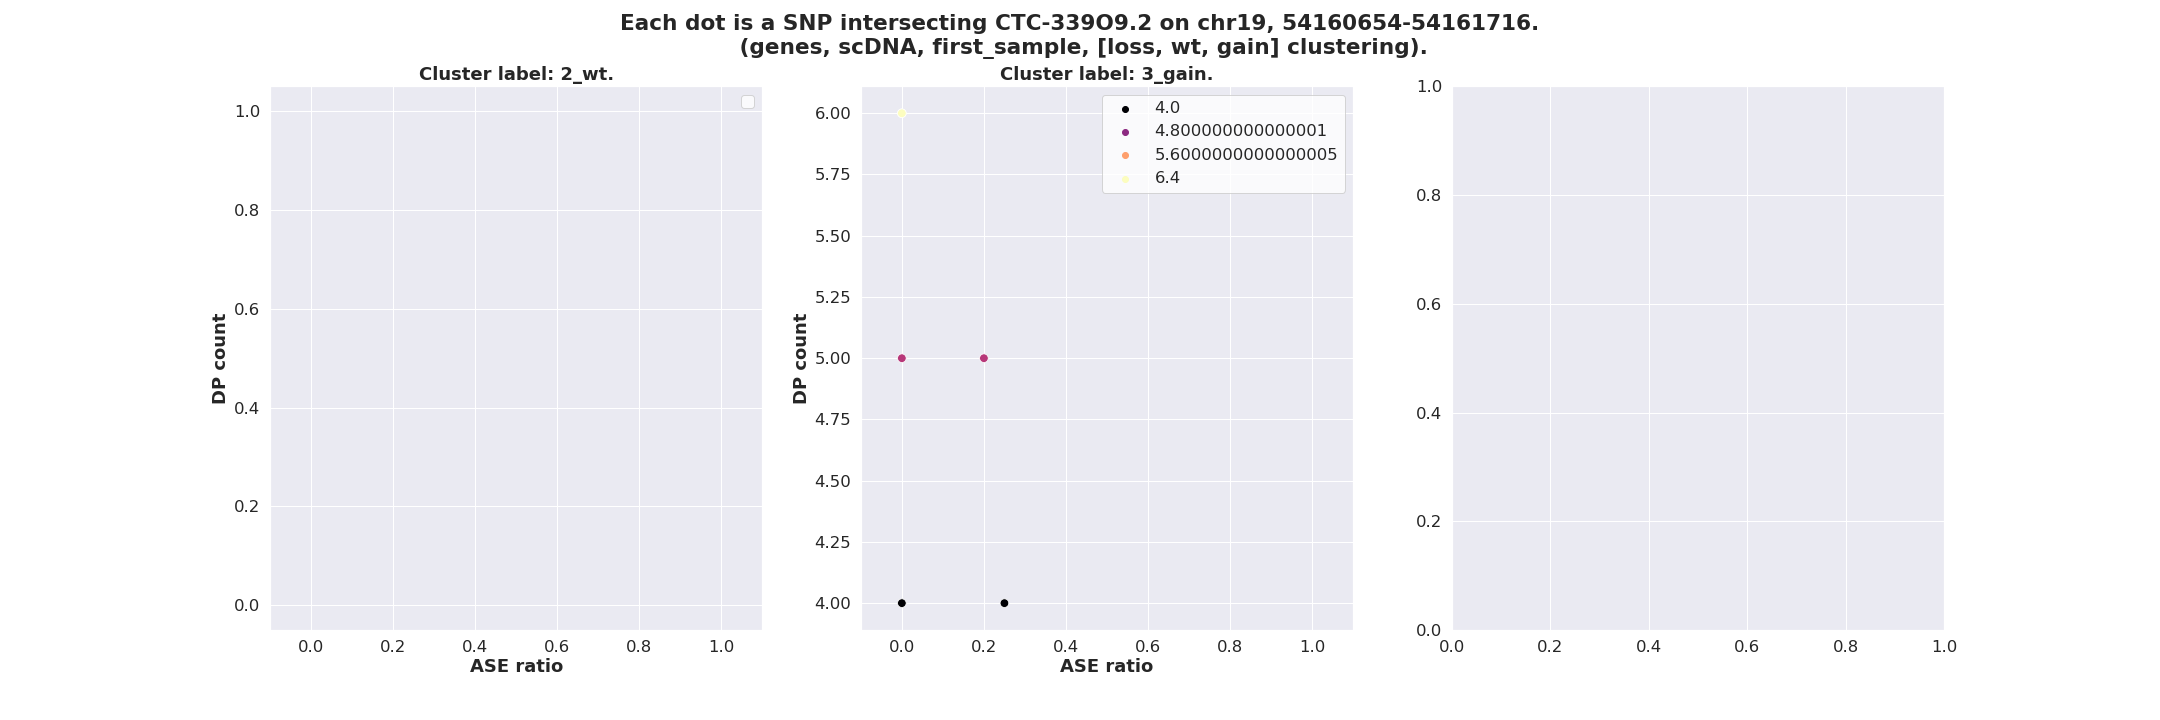 Each dot is a SNP intersecting CTC-339O9.2 on chr19, 54160654-54161716.
(genes, scDNA, first_sample, [loss, wt, gain] clustering).
Cluster label: 2_wt.
DP count
1.0
0.8
0.6
0.4
0.2
0.0
0.0 0.2 0.4 0.6 0.8 1.0
ASE ratio
Cluster label: 3_gain.
DP count
6.00
5.75
5.50
5.25
5.00
4.75
4.50
4.25
4.00
4.0
4.800000000000001
5.6000000000000005
6.4
0.0 0.2 0.4 0.6 0.8 1.0
ASE ratio
1.0
0.8
0.6
0.4
0.2
0.0
0.0 0.2 0.4 0.6 0.8 1.0